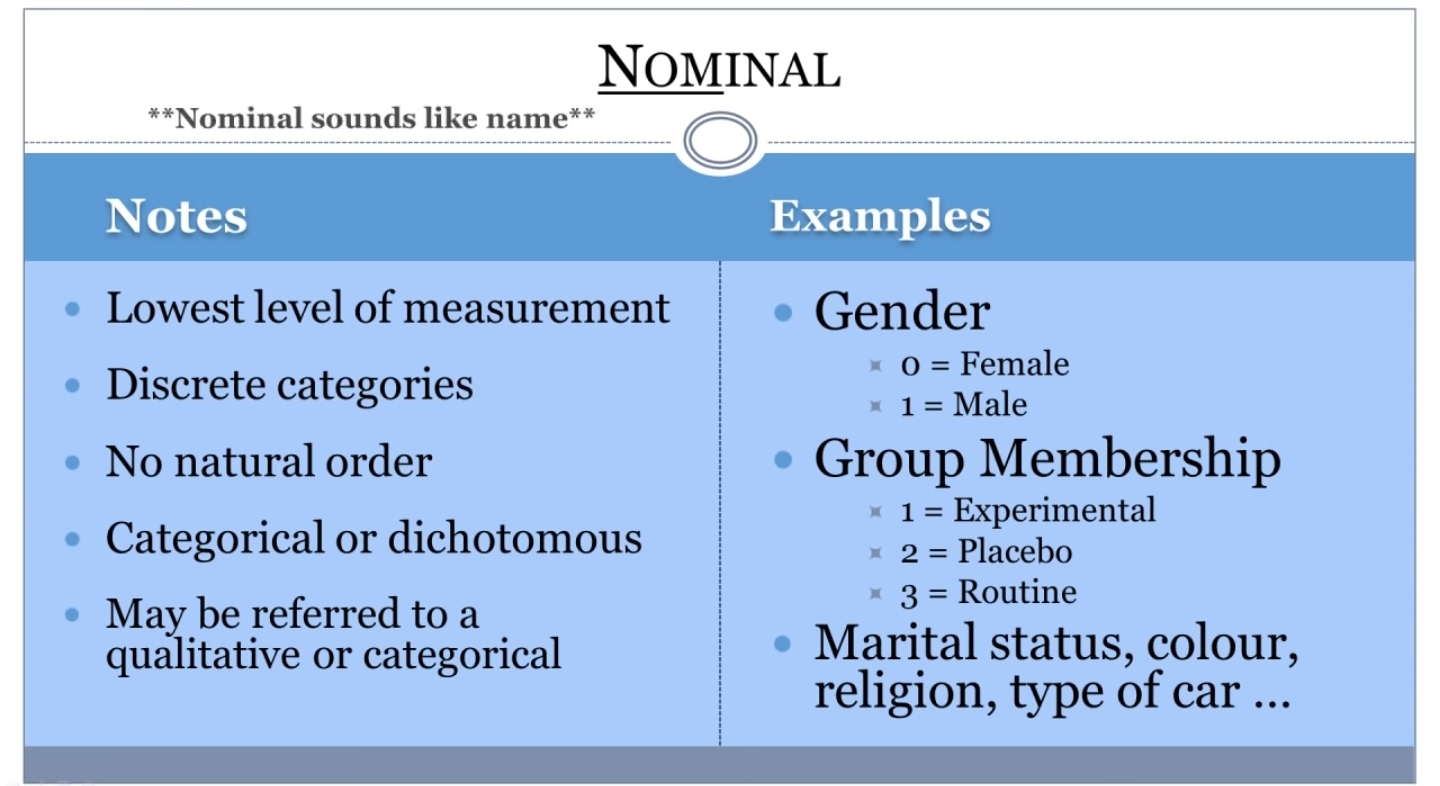 NOMINAL
**Nominal sounds like name**
Notes
Lowest level of measurement
Discrete categories
No natural order
Categorical or dichotomous
May be referred to a
qualitative or categorical
Examples
Gender
0 = Female
1 = Male
Group Membership
1 = Experimental
2 = Placebo
3 = Routine
Marital status, colour,
religion, type of car ...